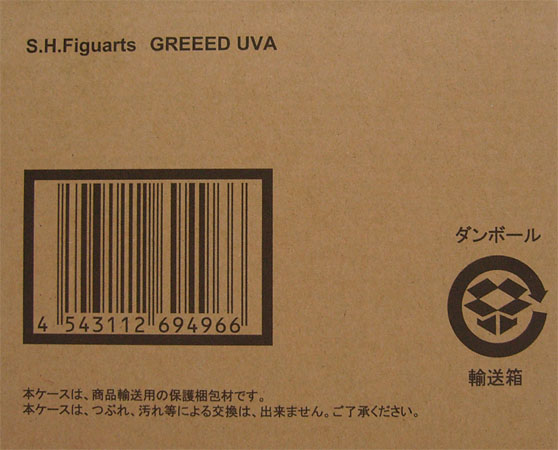 S.H.Figuarts GREEED UVA
4 543112 694966
ダンボール
輸送箱
本ケースは、商品輸送用の保護梱包材です。
本ケースは、つぶれ、汚れ等による交換は、出来ません。ご了承ください。